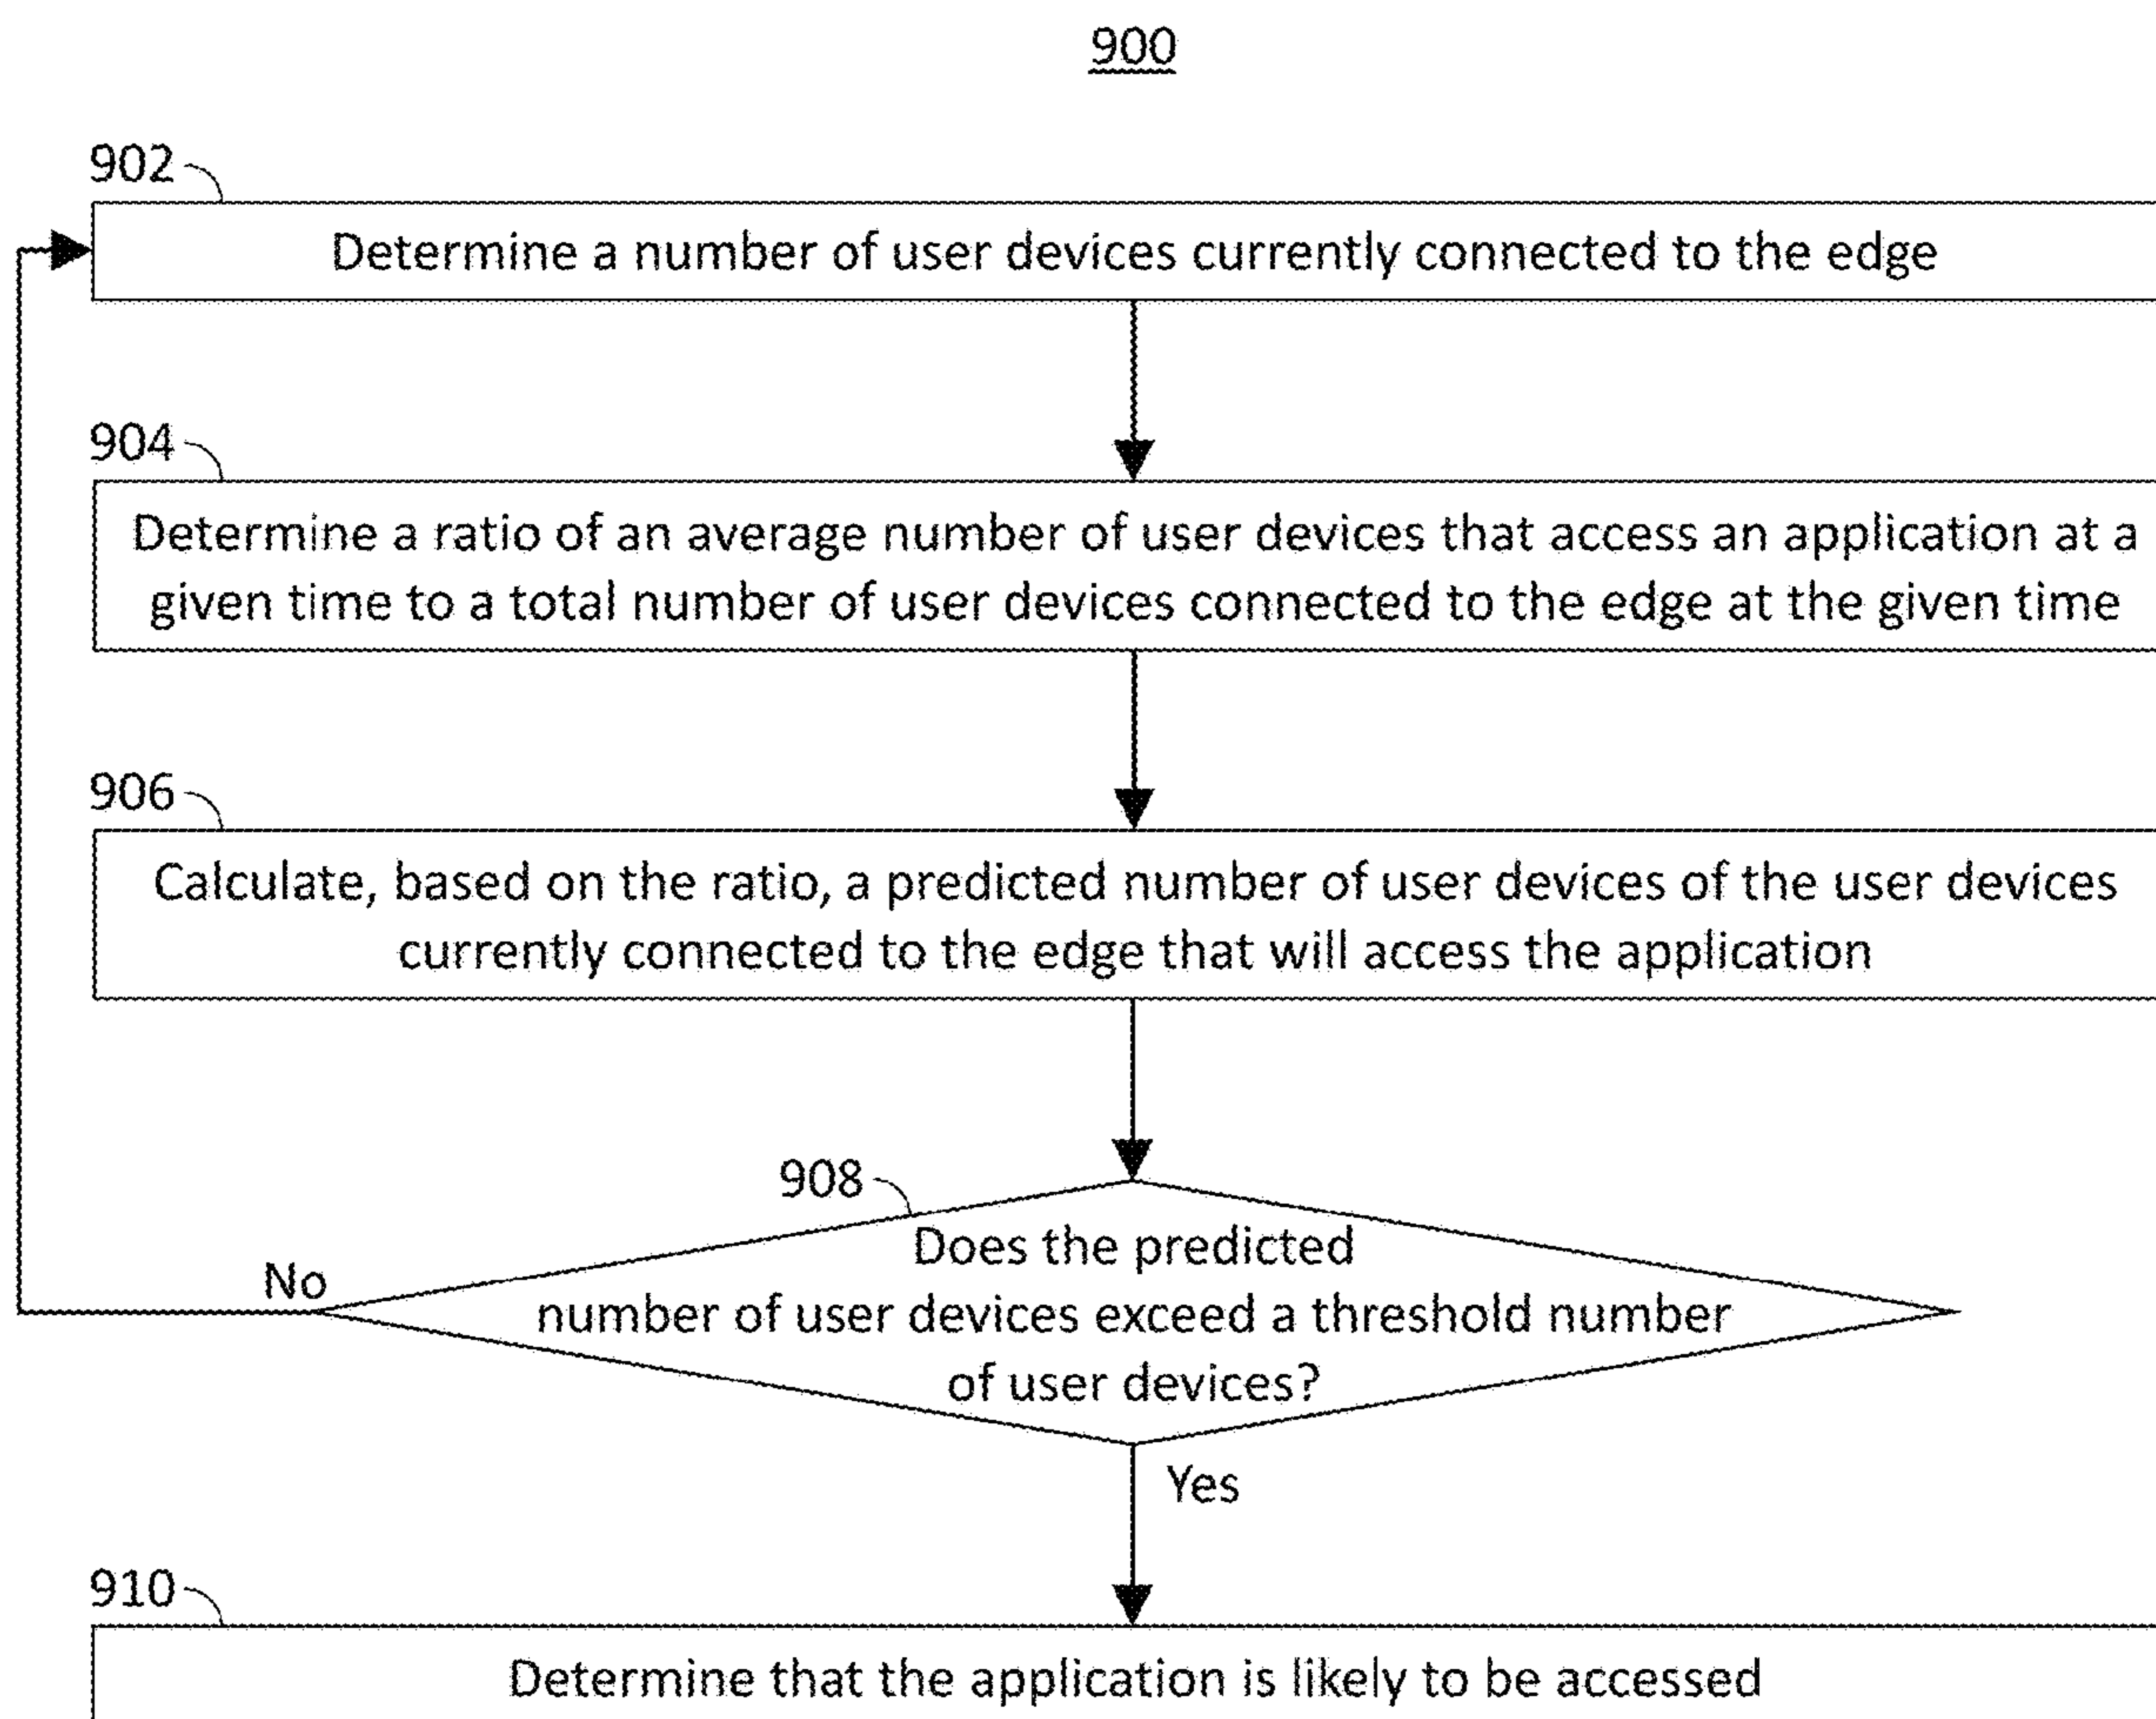 900
902
Determine a number of user devices currently connected to the edge
904
Determine a ratio of an average number of user devices that access an application at a
given time to a total number of user devices connected to the edge at the given time
906
Calculate, based on the ratio, a predicted number of user devices of the user devices
currently connected to the edge that will access the application
908
Does the predicted
No
number of user devices exceed a threshold number
of user devices?
Yes
910
Determine that the application is likely to be accessed